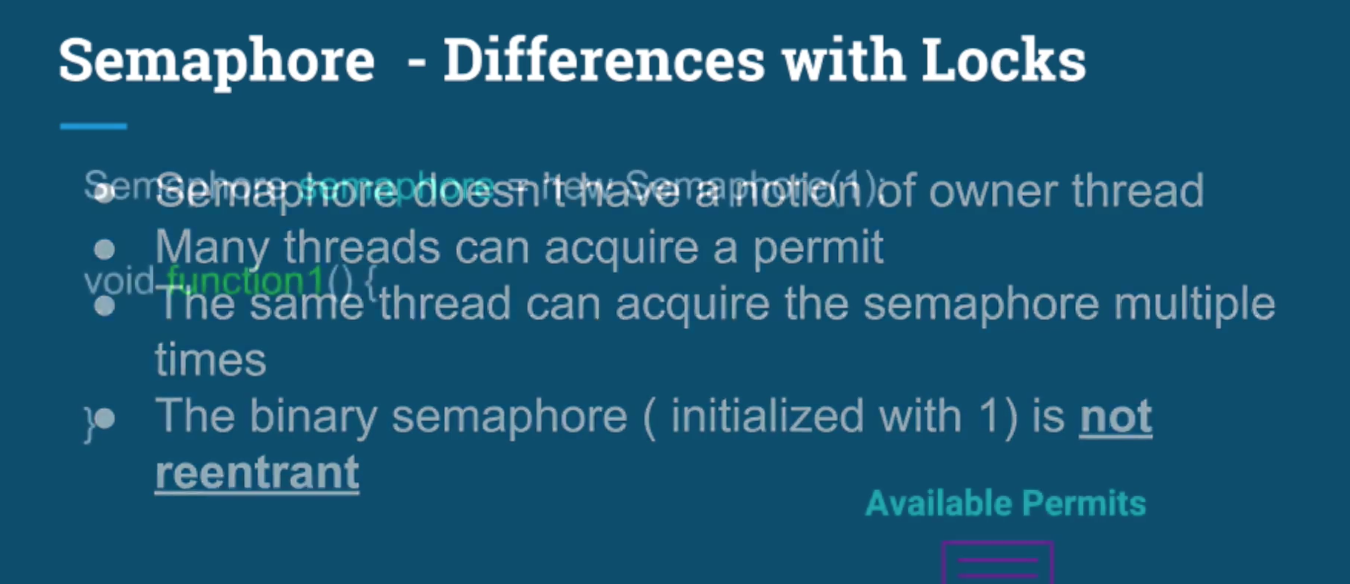 Semaphore - Differences with Locks
Semaphore semaphore = new Semaphore(1);
● Semaphore doesn't have a notion of owner thread
● Many threads can acquire a permit
void function1() {
● The same thread can acquire the semaphore multiple
times
}
● The binary semaphore ( initialized with 1) is not
reentrant
Available Permits